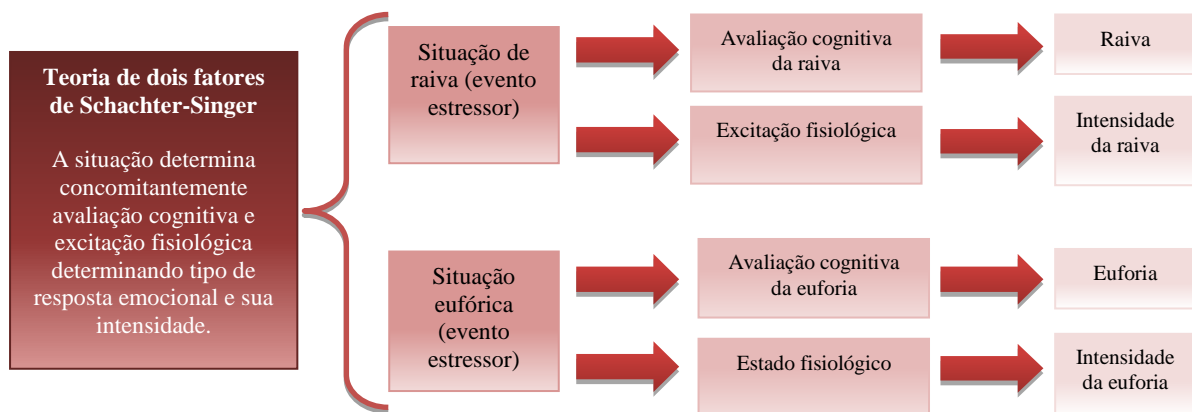 Teoria de dois fatores
de Schachter-Singer
A situação determina
concomitantemente
avaliação cognitiva e
excitação fisiológica
determinando tipo de
resposta emocional e sua
intensidade.
Situação de
raiva (evento
estressor)
Avaliação cognitiva
da raiva
Raiva
Excitação fisiológica
Intensidade
da raiva
Situação
eufórica
(evento
estressor)
Avaliação cognitiva
da euforia
Euforia
Estado fisiológico
Intensidade
da euforia